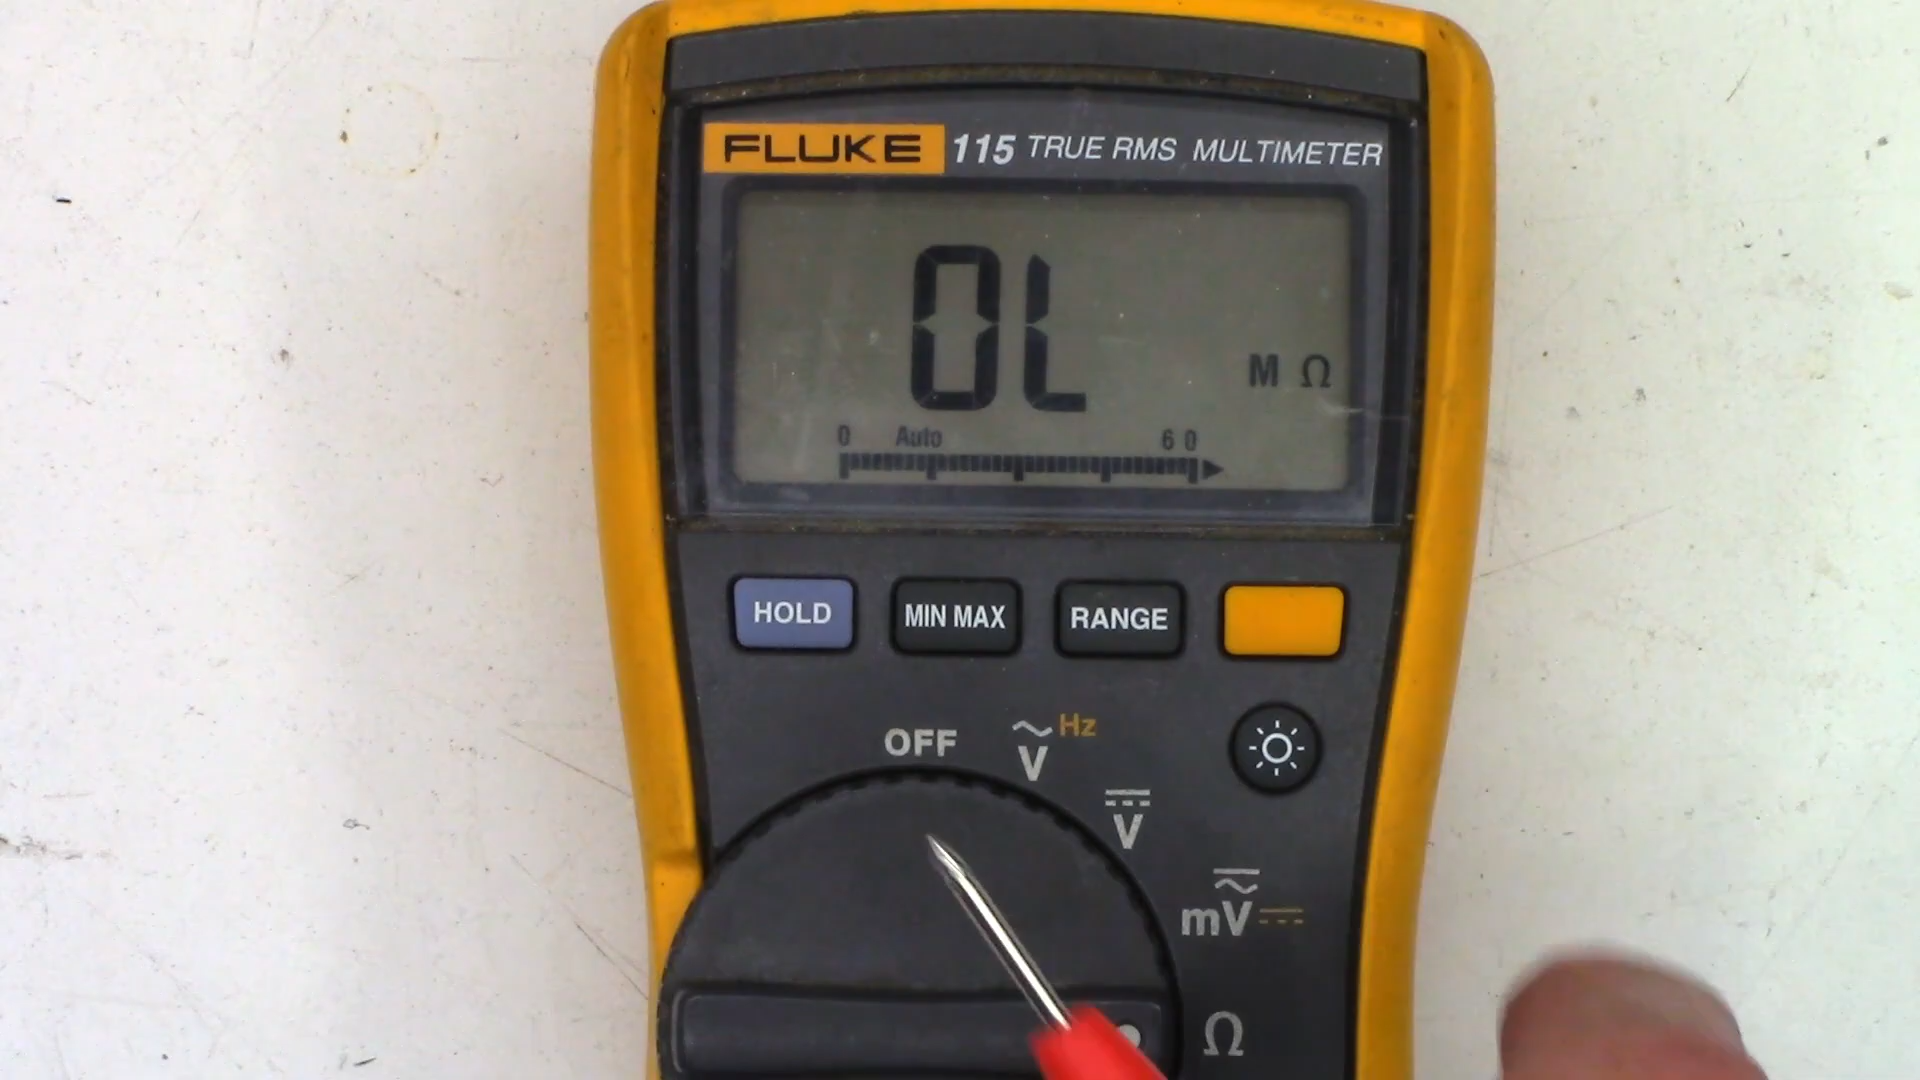 FLUKE 115 TRUE RMS MULTIMETER
OL
M Ω
0 Auto 60
HOLD MIN MAX RANGE
OFF
Hz
V
V
mV
Ω